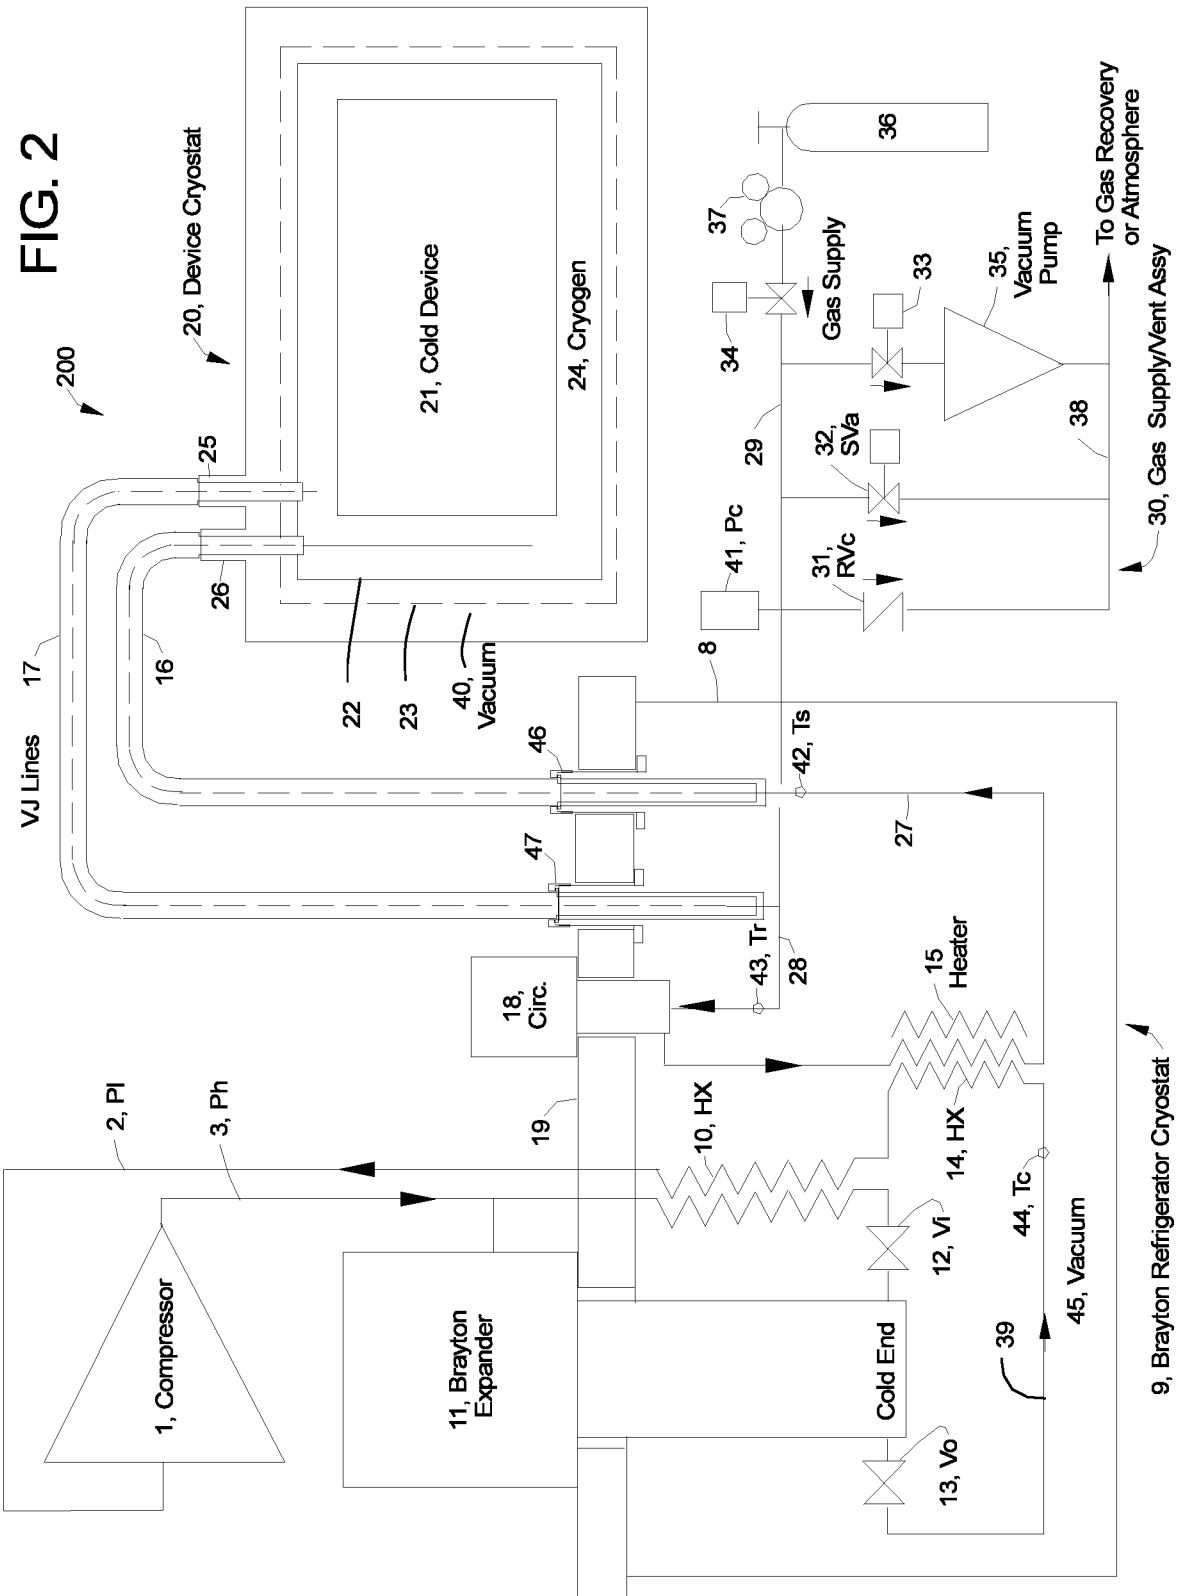 FIG. 2
200
20, Device Cryostat
VJ Lines
17
16
25
26
21, Cold Device
24, Cryogen
22
23
40,
Vacuum
2, Pl
3, Ph
1, Compressor
11, Brayton
Expander
Cold End
19
10, HX
18,
Circ.
47
46
43, Tr
28
42, Ts
27
8
15
Heater
14, HX
12, Vi
13, Vo
44, Tc
39
45, Vacuum
9, Brayton Refrigerator Cryostat
41, Pc
31,
RVc
32,
SVa
29
34
37
36
Gas Supply
33
35,
Vacuum
Pump
38
To Gas Recovery
or Atmosphere
30, Gas Supply/Vent Assy